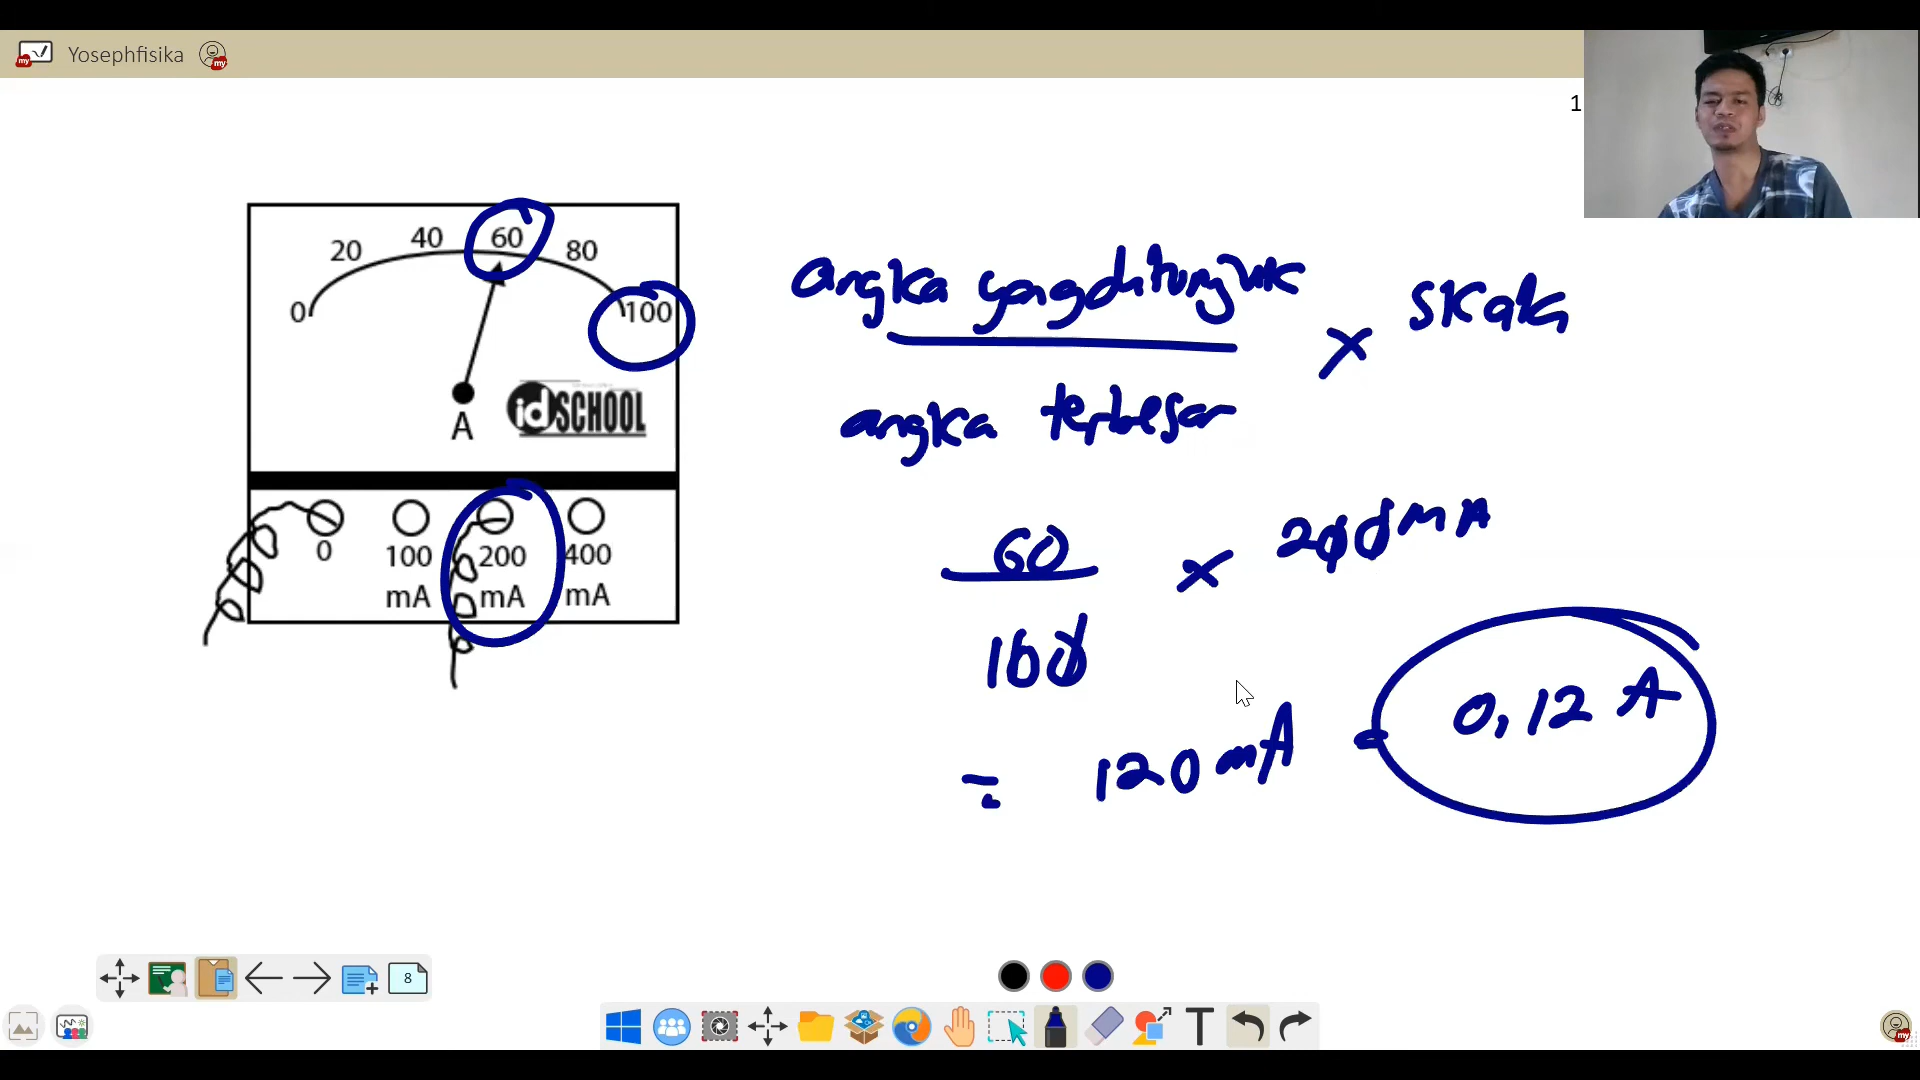 Yosephfisika
1
0 20 40 60 80 100
A
idSCHOOL
0 100 mA 200 mA 400 mA
angka yang ditunjuk
angka terbesar
× skala
60
100
× 200 mA
= 120 mA = 0,12 A
8
T